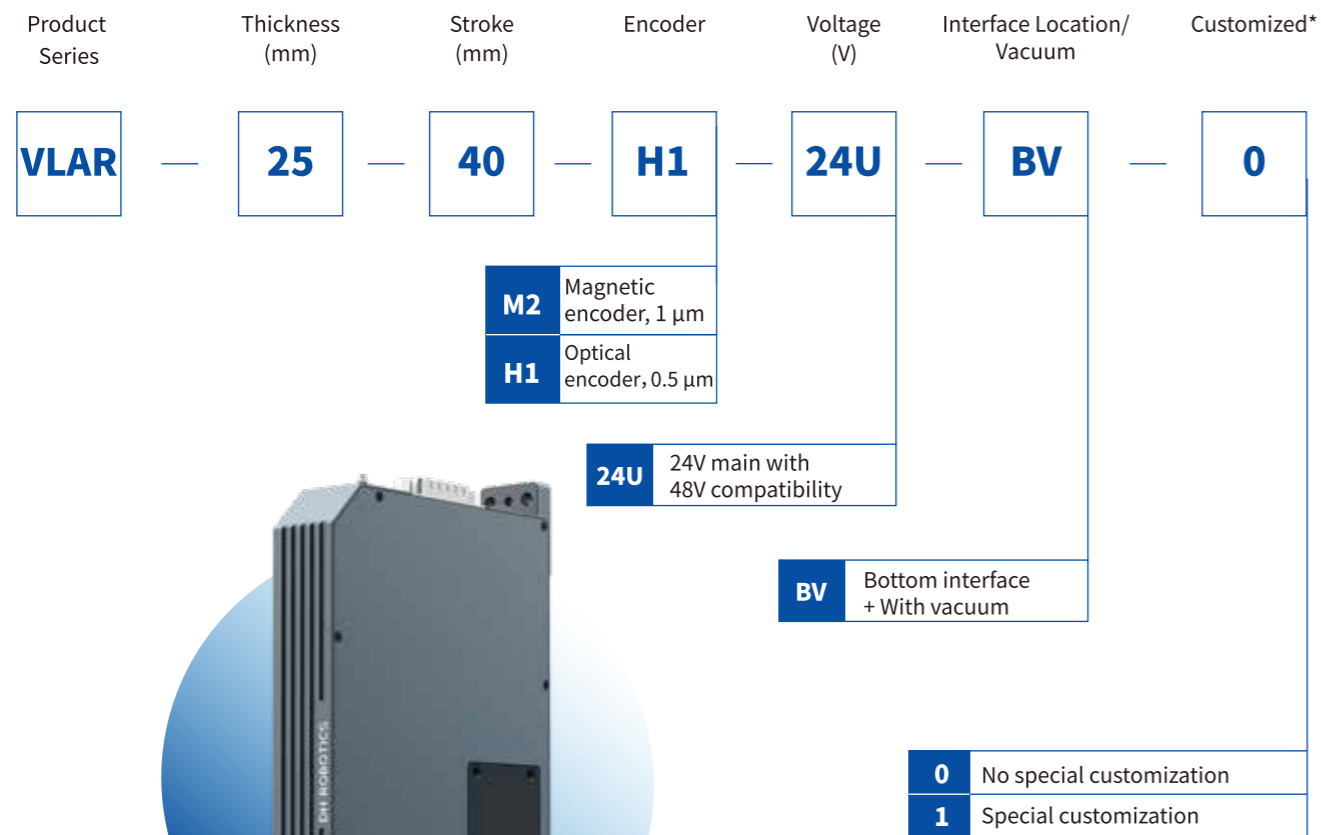 Product
Series
Thickness
(mm)
Stroke
(mm)
Encoder
Voltage
(V)
Interface Location/
Vacuum
Customized*
VLAR — 25 — 40 — H1 — 24U — BV — 0
M2 Magnetic
encoder, 1 μm
H1 Optical
encoder, 0.5 μm
24U 24V main with
48V compatibility
BV Bottom interface
+ With vacuum
0 No special customization
1 Special customization
DH ROBOTICS